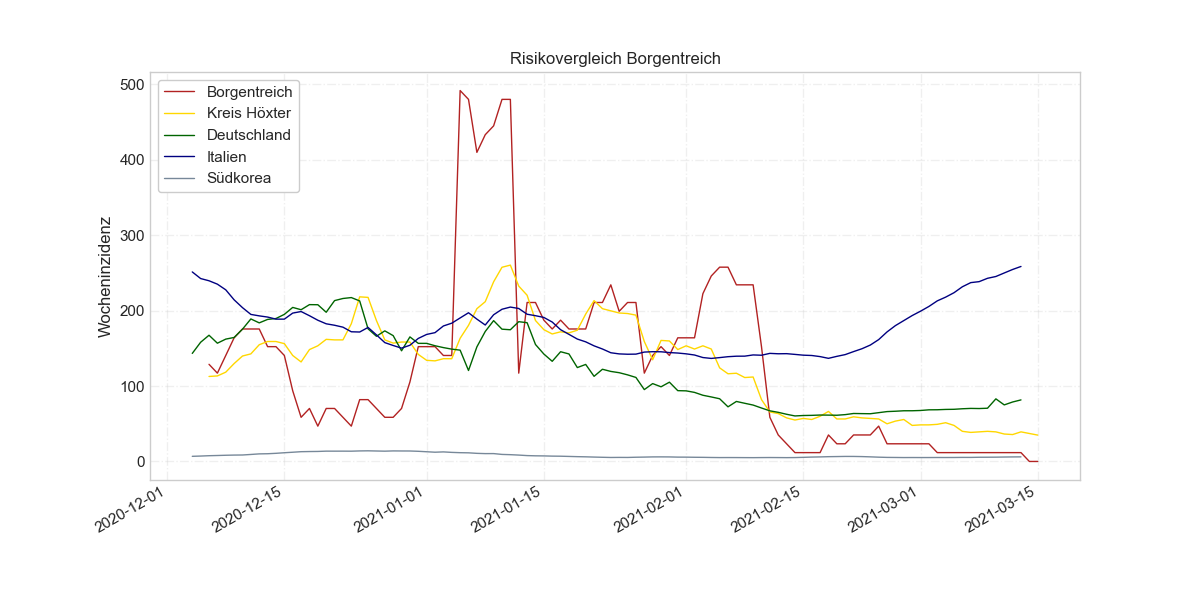 Risikovergleich Borgentreich
Borgentreich
Kreis Höxter
Deutschland
Italien
Südkorea
Wocheninzidenz
500
400
300
200
100
0
2020-12-01
2020-12-15
2021-01-01
2021-01-15
2021-02-01
2021-02-15
2021-03-01
2021-03-15